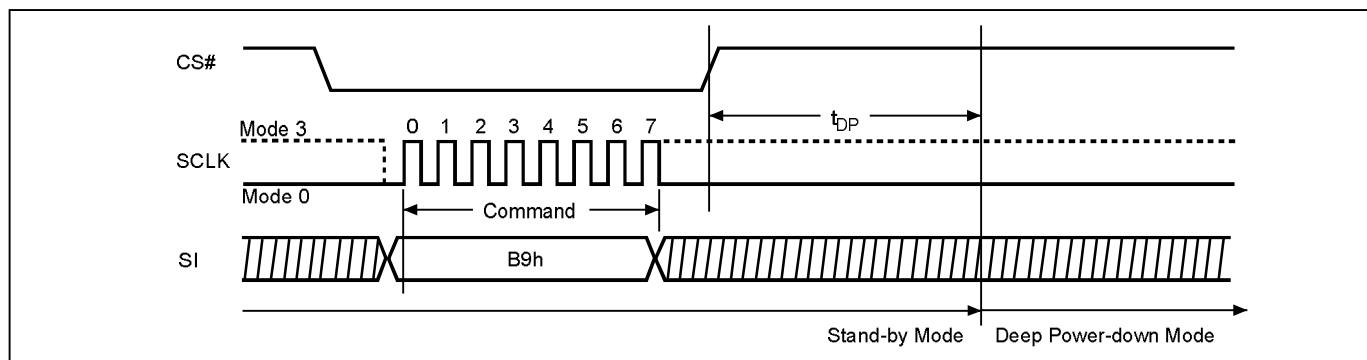 CS#
Mode 3
0 1 2 3 4 5 6 7
tDP
SCLK
Mode 0
Command
SI
B9h
Stand-by Mode
Deep Power-down Mode